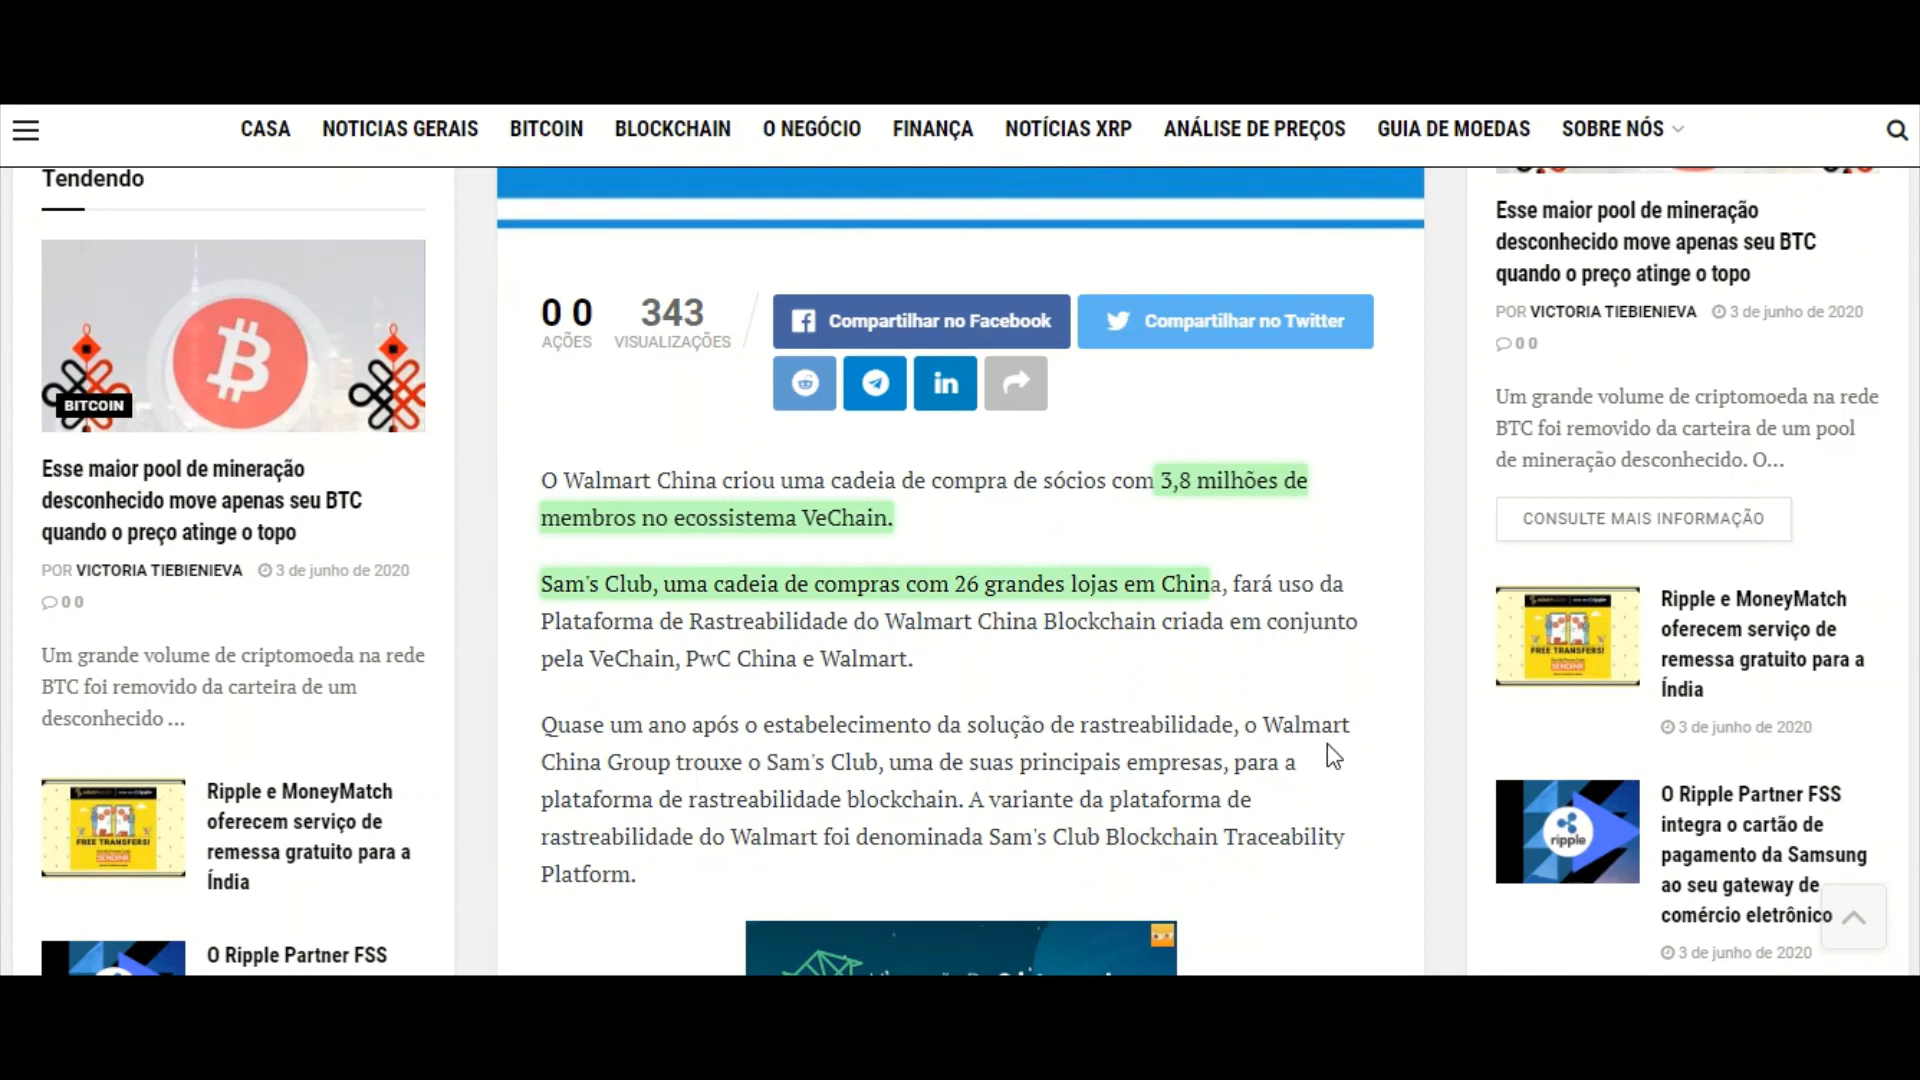 CASA NOTICIAS GERAIS BITCOIN BLOCKCHAIN O NEGÓCIO FINANÇA NOTÍCIAS XRP ANÁLISE DE PREÇOS GUIA DE MOEDAS SOBRE NÓS
Tendendo
BITCOIN
Esse maior pool de mineração
desconhecido move apenas seu BTC
quando o preço atinge o topo
POR VICTORIA TIEBIENIEVA 3 de junho de 2020
0 0
Um grande volume de criptomoeda na rede
BTC foi removido da carteira de um
desconhecido ...
FREE TRANSFERS!
Ripple e MoneyMatch
oferecem serviço de
remessa gratuito para a
Índia
O Ripple Partner FSS
0 0
AÇÕES
343
VISUALIZAÇÕES
Compartilhar no Facebook
Compartilhar no Twitter
in
O Walmart China criou uma cadeia de compra de sócios com 3,8 milhões de
membros no ecossistema VeChain.
Sam's Club, uma cadeia de compras com 26 grandes lojas em China, fará uso da
Plataforma de Rastreabilidade do Walmart China Blockchain criada em conjunto
pela VeChain, PwC China e Walmart.
Quase um ano após o estabelecimento da solução de rastreabilidade, o Walmart
China Group trouxe o Sam's Club, uma de suas principais empresas, para a
plataforma de rastreabilidade blockchain. A variante da plataforma de
rastreabilidade do Walmart foi denominada Sam's Club Blockchain Traceability
Platform.
Esse maior pool de mineração
desconhecido move apenas seu BTC
quando o preço atinge o topo
POR VICTORIA TIEBIENIEVA 3 de junho de 2020
0 0
Um grande volume de criptomoeda na rede
BTC foi removido da carteira de um pool
de mineração desconhecido. O...
CONSULTE MAIS INFORMAÇÃO
FREE TRANSFERS!
Ripple e MoneyMatch
oferecem serviço de
remessa gratuito para a
Índia
3 de junho de 2020
ripple
O Ripple Partner FSS
integra o cartão de
pagamento da Samsung
ao seu gateway de
comércio eletrônico
3 de junho de 2020